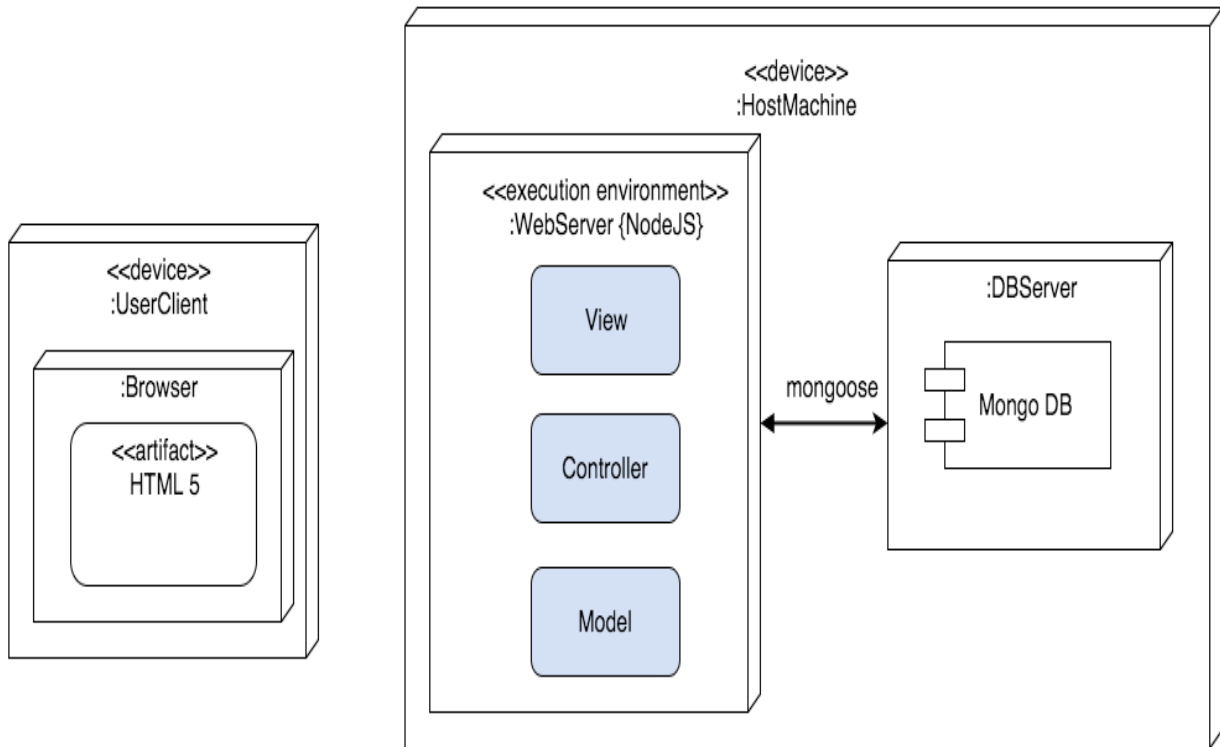 <<device>>
:UserClient
:Browser
<<artifact>>
HTML 5
<<device>>
:HostMachine
<<execution environment>>
:WebServer {NodeJS}
View
Controller
Model
mongoose
:DBServer
Mongo DB